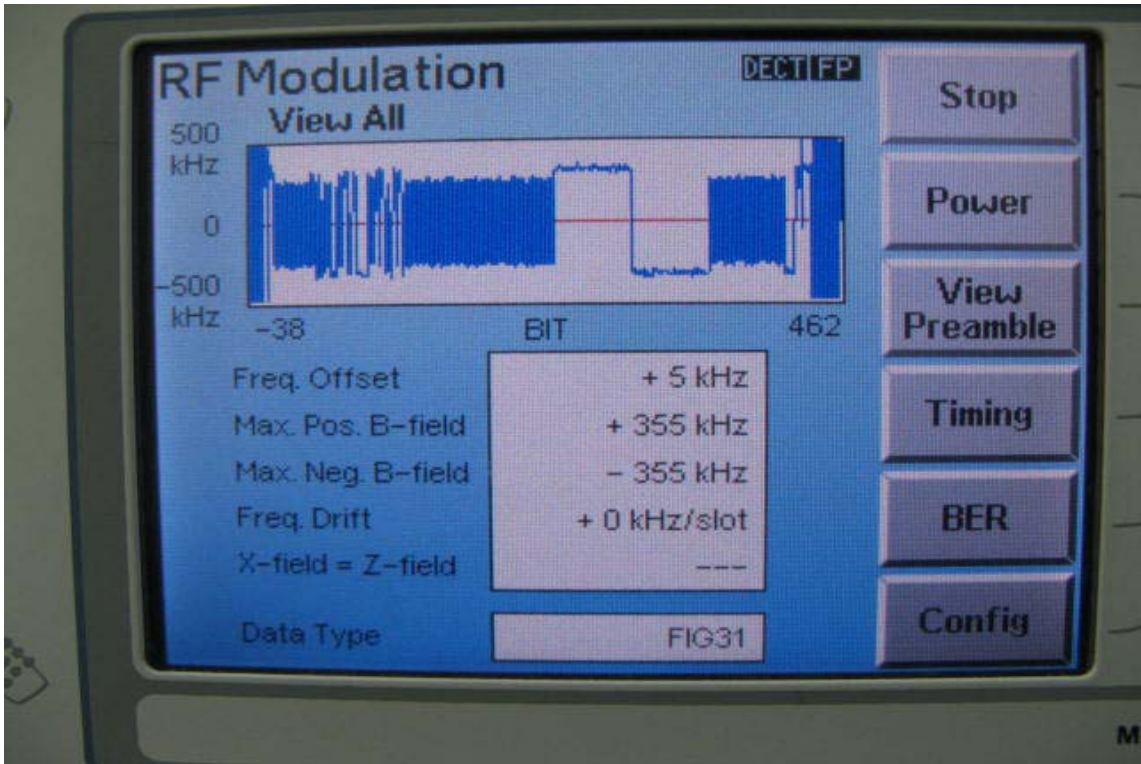 RF Modulation DECT FP
View All
500
kHz
0
-500
kHz
-38 BIT 462
Freq. Offset + 5 kHz
Max. Pos. B-field + 355 kHz
Max. Neg. B-field - 355 kHz
Freq. Drift + 0 kHz/slot
X-field = Z-field ---
Data Type FIG31
Stop
Power
View
Preamble
Timing
BER
Config
M